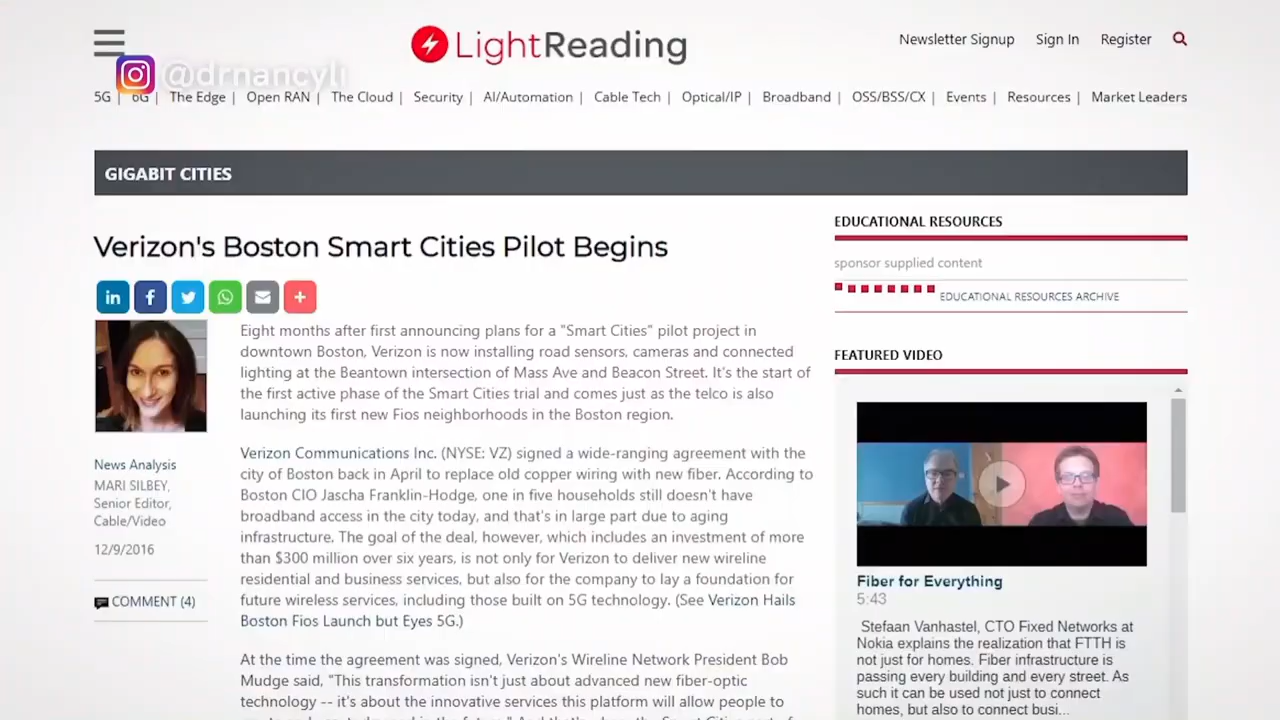 LightReading
Newsletter Signup Sign In Register
@drnancyli
5G | 6G | The Edge | Open RAN | The Cloud | Security | AI/Automation | Cable Tech | Optical/IP | Broadband | OSS/BSS/CX | Events | Resources | Market Leaders
GIGABIT CITIES
Verizon's Boston Smart Cities Pilot Begins
in f
News Analysis
MARI SILBEY,
Senior Editor,
Cable/Video
12/9/2016
COMMENT (4)
Eight months after first announcing plans for a "Smart Cities" pilot project in
downtown Boston, Verizon is now installing road sensors, cameras and connected
lighting at the Beantown intersection of Mass Ave and Beacon Street. It's the start of
the first active phase of the Smart Cities trial and comes just as the telco is also
launching its first new Fios neighborhoods in the Boston region.
Verizon Communications Inc. (NYSE: VZ) signed a wide-ranging agreement with the
city of Boston back in April to replace old copper wiring with new fiber. According to
Boston CIO Jascha Franklin-Hodge, one in five households still doesn't have
broadband access in the city today, and that's in large part due to aging
infrastructure. The goal of the deal, however, which includes an investment of more
than $300 million over six years, is not only for Verizon to deliver new wireline
residential and business services, but also for the company to lay a foundation for
future wireless services, including those built on 5G technology. (See Verizon Hails
Boston Fios Launch but Eyes 5G.)
At the time the agreement was signed, Verizon's Wireline Network President Bob
Mudge said, "This transformation isn't just about advanced new fiber-optic
technology -- it's about the innovative services this platform will allow people to
EDUCATIONAL RESOURCES
sponsor supplied content
EDUCATIONAL RESOURCES ARCHIVE
FEATURED VIDEO
Fiber for Everything
5:43
Stefaan Vanhastel, CTO Fixed Networks at
Nokia explains the realization that FTTH is
not just for homes. Fiber infrastructure is
passing every building and every street. As
such it can be used not just to connect
homes, but also to connect busi...